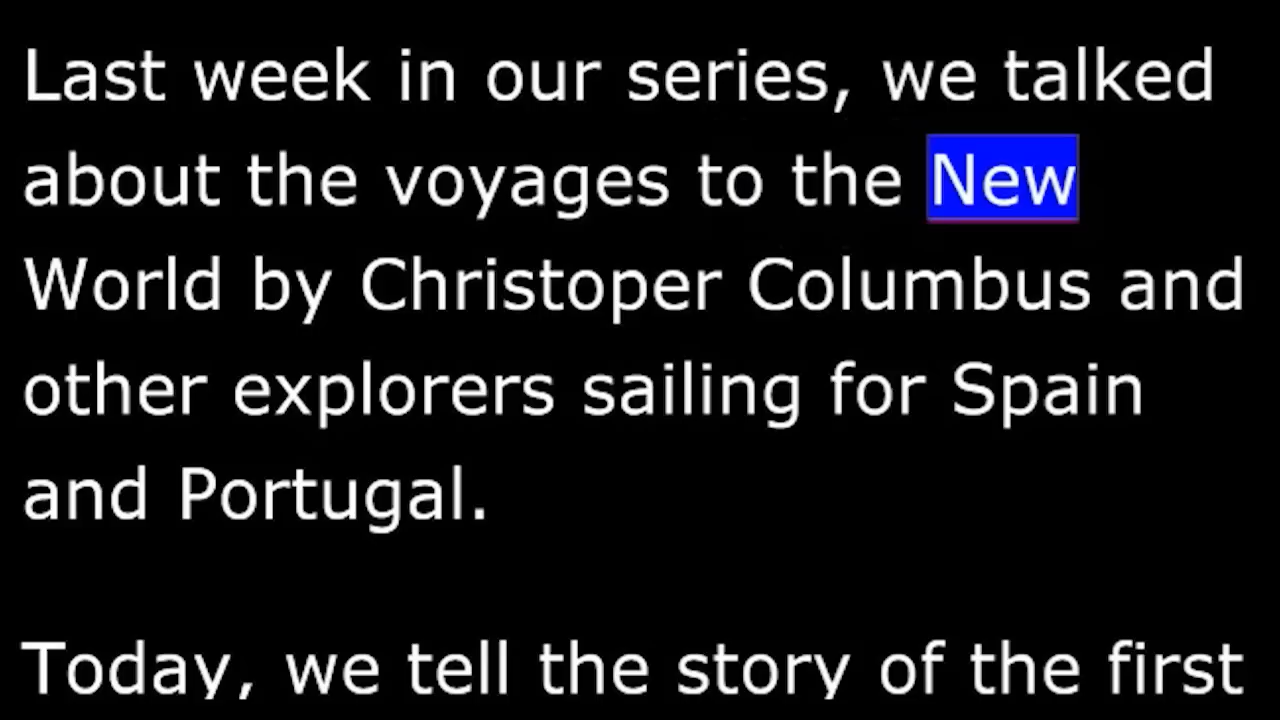 Last week in our series, we talked
about the voyages to the New
World by Christoper Columbus and
other explorers sailing for Spain
and Portugal.
Today, we tell the story of the first